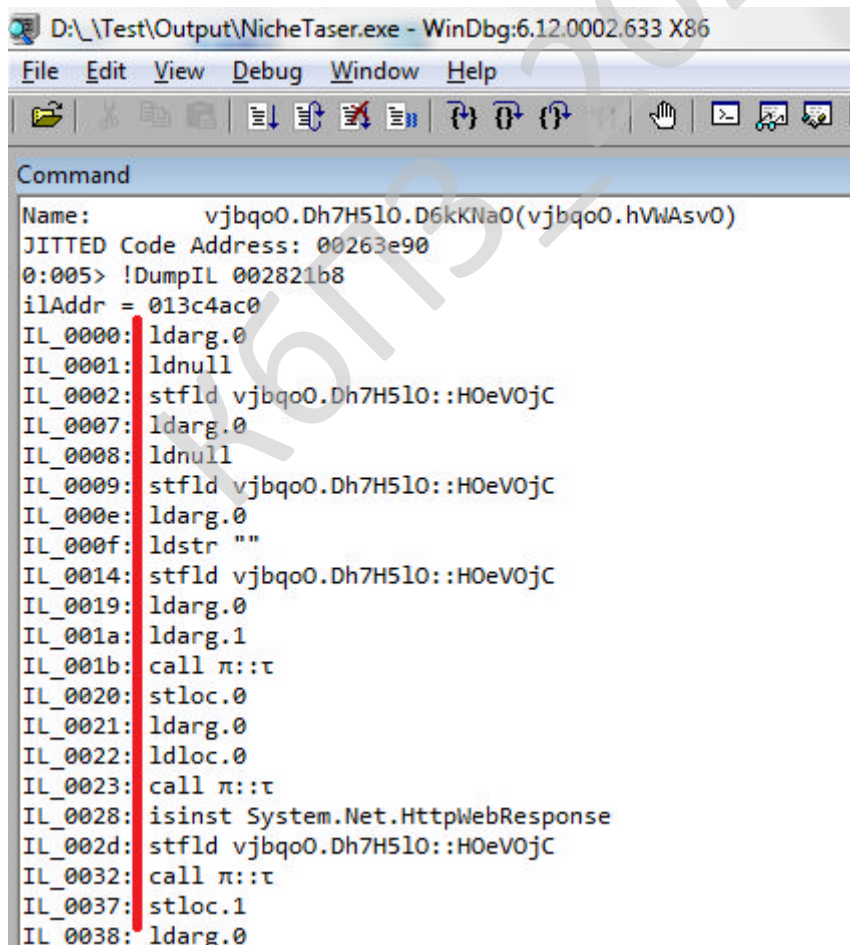 D:\_\Test\Output\NicheTaser.exe - WinDbg:6.12.0002.633 X86
File Edit View Debug Window Help
Command
Name: vjbqoO.Dh7H5lO.D6kKNaO(vjbqoO.hVWAsvO)
JITTED Code Address: 00263e90
0:005> !DumpIL 002821b8
ilAddr = 013c4ac0
IL_0000: ldarg.0
IL_0001: ldnull
IL_0002: stfld vjbqoO.Dh7H5lO::HOeVOjC
IL_0007: ldarg.0
IL_0008: ldnull
IL_0009: stfld vjbqoO.Dh7H5lO::HOeVOjC
IL_000e: ldarg.0
IL_000f: ldstr ""
IL_0014: stfld vjbqoO.Dh7H5lO::HOeVOjC
IL_0019: ldarg.0
IL_001a: ldarg.1
IL_001b: call π::τ
IL_0020: stloc.0
IL_0021: ldarg.0
IL_0022: ldloc.0
IL_0023: call π::τ
IL_0028: isinst System.Net.HttpWebResponse
IL_002d: stfld vjbqoO.Dh7H5lO::HOeVOjC
IL_0032: call π::τ
IL_0037: stloc.1
IL_0038: ldarg.0